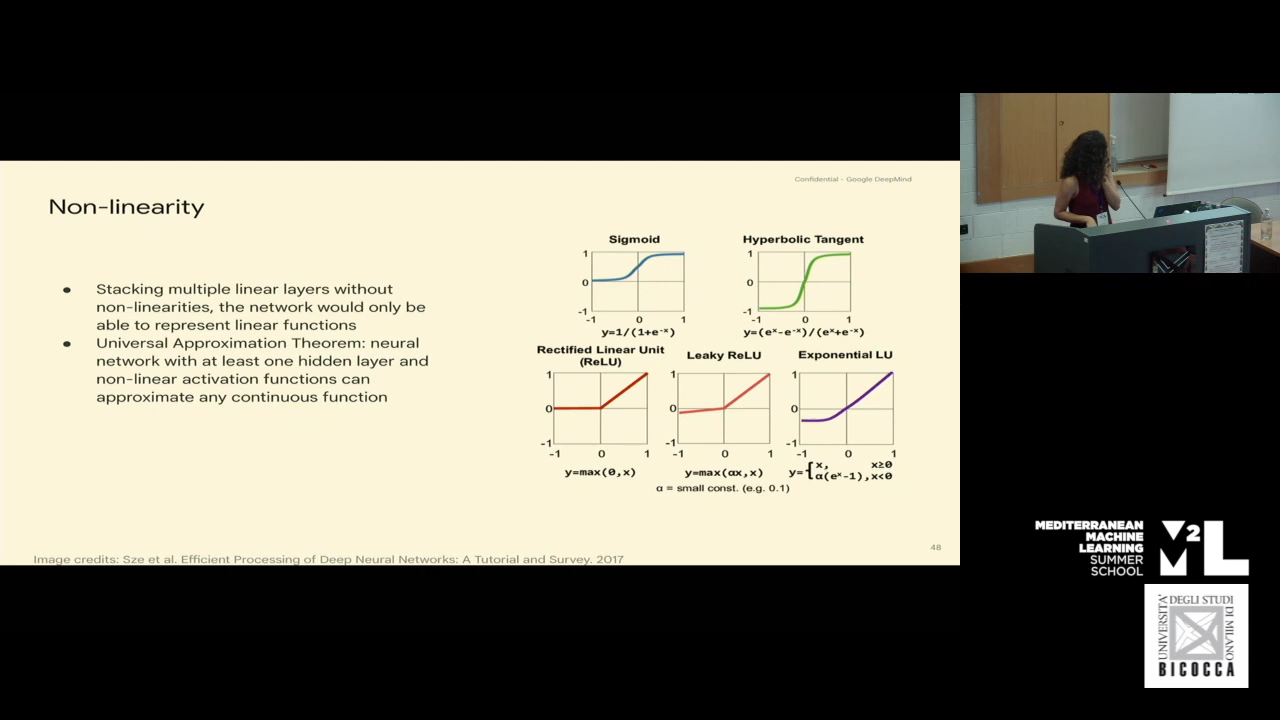 Confidential - Google DeepMind
Non-linearity
● Stacking multiple linear layers without
non-linearities, the network would only be
able to represent linear functions
● Universal Approximation Theorem: neural
network with at least one hidden layer and
non-linear activation functions can
approximate any continuous function
Sigmoid
1
0
-1
-1 0 1
y=1/(1+e⁻ˣ)
Hyperbolic Tangent
1
0
-1
-1 0 1
y=(eˣ-e⁻ˣ)/(eˣ+e⁻ˣ)
Rectified Linear Unit
(ReLU)
1
0
-1
-1 0 1
y=max(0,x)
Leaky ReLU
1
0
-1
-1 0 1
y=max(αx,x)
α = small const. (e.g. 0.1)
Exponential LU
1
0
-1
-1 0 1
y={x, x≥0
α(eˣ-1),x<0
48
Image credits: Sze et al. Efficient Processing of Deep Neural Networks: A Tutorial and Survey. 2017
MEDITERRANEAN
MACHINE
LEARNING
SUMMER
SCHOOL
M2L
UNIVERSITA'
DEGLI STUDI
DI MILANO
BICOCCA